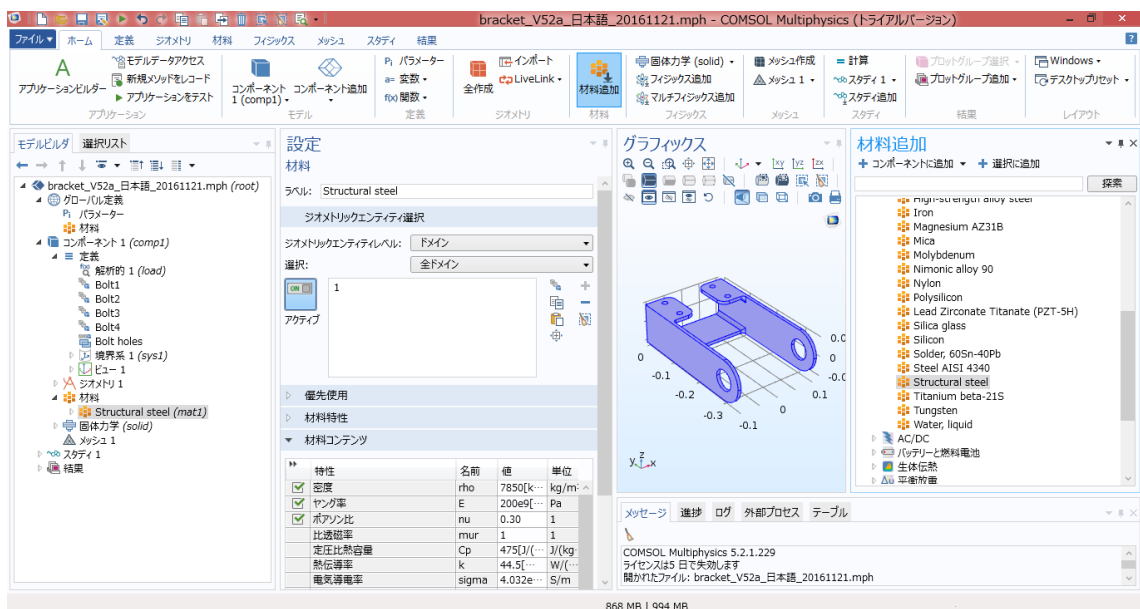 bracket_V52a_日本語_20161121.mph - COMSOL Multiphysics (トライアルバージョン)
ファイル ホーム 定義 ジオメトリ 材料 フィジックス メッシュ スタディ 結果
アプリケーションビルダー
モデルデータアクセス
新規メソッドをレコード
アプリケーションをテスト
アプリケーション
コンポーネント 1 (comp1)
コンポーネント追加
モデル
Pi パラメーター
a= 変数
f(x) 関数
定義
全作成
インポート
LiveLink
ジオメトリ
材料追加
材料
固体力学 (solid)
フィジックス追加
マルチフィジックス追加
フィジックス
メッシュ作成
メッシュ 1
メッシュ
= 計算
スタディ 1
スタディ追加
スタディ
プロットグループ選択
プロットグループ追加
結果
Windows
デスクトップリセット
レイアウト
モデルビルダ 選択リスト
bracket_V52a_日本語_20161121.mph (root)
グローバル定義
Pi パラメーター
材料
コンポーネント 1 (comp1)
定義
解析的 1 (load)
Bolt1
Bolt2
Bolt3
Bolt4
Bolt holes
境界系 1 (sys1)
ビュー 1
ジオメトリ 1
材料
Structural steel (mat1)
固体力学 (solid)
メッシュ 1
スタディ 1
結果
設定
材料
ラベル: Structural steel
ジオメトリックエンティティ選択
ジオメトリックエンティティレベル: ドメイン
選択: 全ドメイン
ON
アクティブ
1
優先使用
材料特性
材料コンテンツ
特性 名前 値 単位
密度 rho 7850[k… kg/m³
ヤング率 E 200e9[… Pa
ポアソン比 nu 0.30 1
比透磁率 mur 1 1
定圧比熱容量 Cp 475[J/(… J/(kg·
熱伝導率 k 44.5[… W/(…
電気導電率 sigma 4.032e… S/m
グラフィックス
xy yz zx
0.0
0
-0.0
0
-0.1
-0.2
-0.3
0.1
0
-0.1
y z x
材料追加
コンポーネントに追加 選択に追加
探索
High-strength alloy steel
Iron
Magnesium AZ31B
Mica
Molybdenum
Nimonic alloy 90
Nylon
Polysilicon
Lead Zirconate Titanate (PZT-5H)
Silica glass
Silicon
Solder, 60Sn-40Pb
Steel AISI 4340
Structural steel
Titanium beta-21S
Tungsten
Water, liquid
AC/DC
バッテリーと燃料電池
生体伝熱
平衡放電
メッセージ 進捗 ログ 外部プロセス テーブル
COMSOL Multiphysics 5.2.1.229
ライセンスは5 日で失効します
開かれたファイル: bracket_V52a_日本語_20161121.mph
868 MB | 994 MB